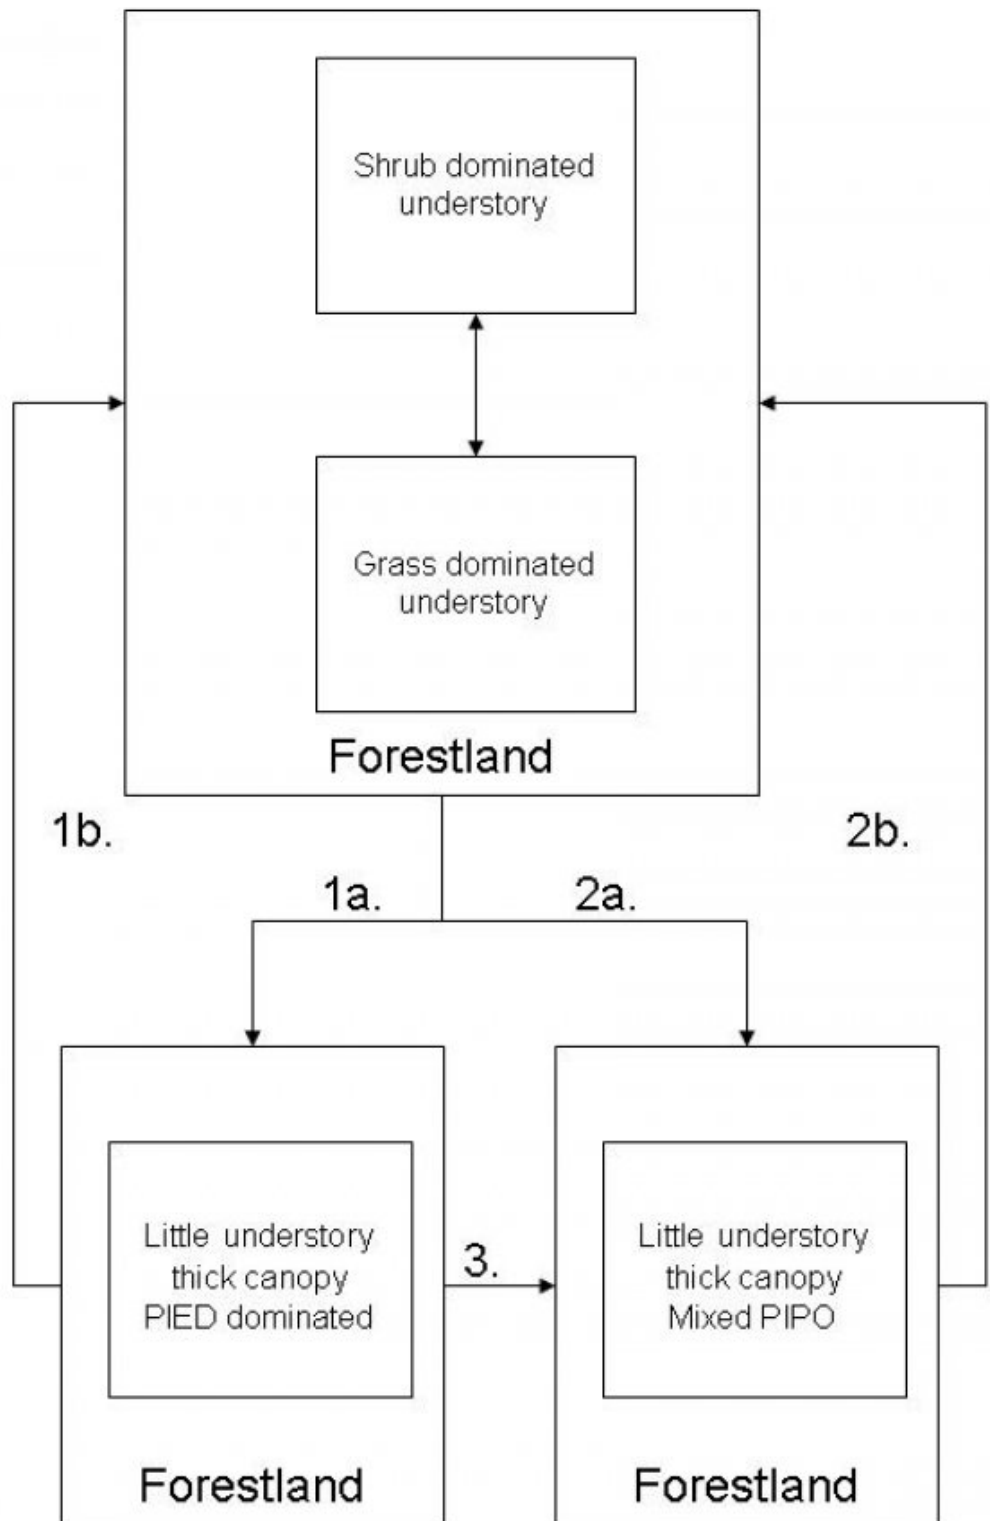 Shrub dominated
understory
Grass dominated
understory
Forestland
1b.
2b.
1a.
2a.
Little understory
thick canopy
PIED dominated
3.
Little understory
thick canopy
Mixed PIPO
Forestland
Forestland